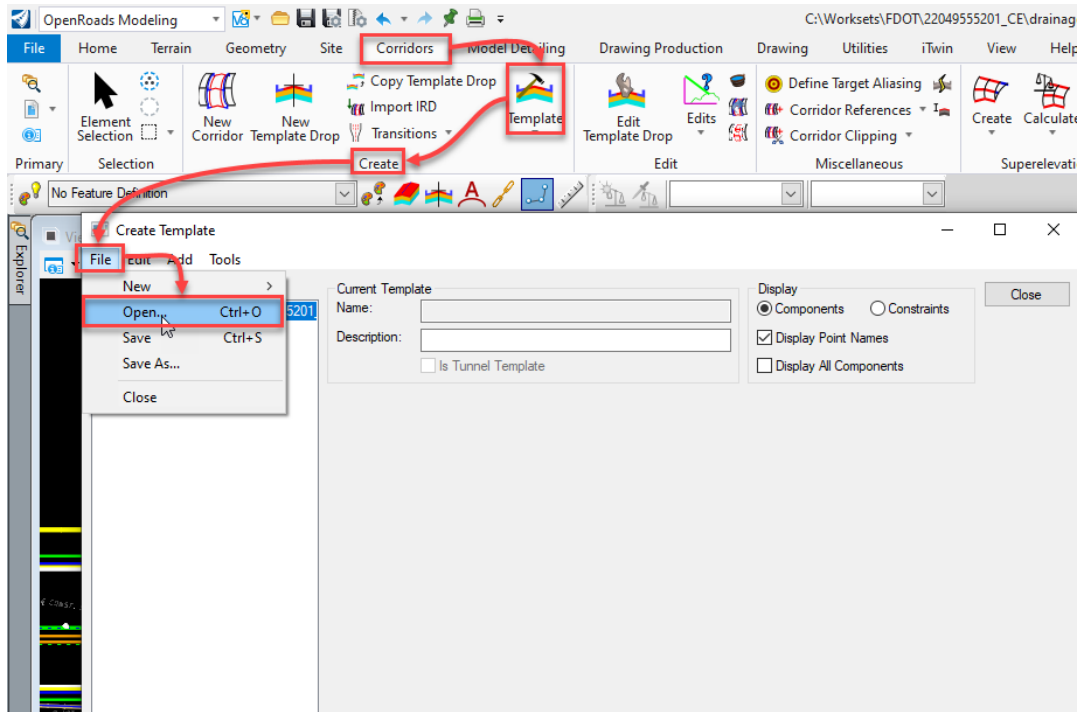 OpenRoads Modeling
C:\Worksets\FDOT\22049555201_CE\drainag
File Home Terrain Geometry Site Corridors Model Detailing Drawing Production Drawing Utilities iTwin View Help
Element Selection
New Corridor
New Template Drop
Copy Template Drop
Import IRD
Transitions
Template
Edit Template Drop
Edits
Define Target Aliasing
Corridor References
Corridor Clipping
Create
Calculate
Primary Selection Create Edit Miscellaneous Superelevati
No Feature Definition
Explorer
Vie
Create Template
File Edit Add Tools
New
Open... Ctrl+O
Save Ctrl+S
Save As...
Close
5201_
Current Template
Name:
Description:
Is Tunnel Template
Display
Components Constraints
Display Point Names
Display All Components
Close